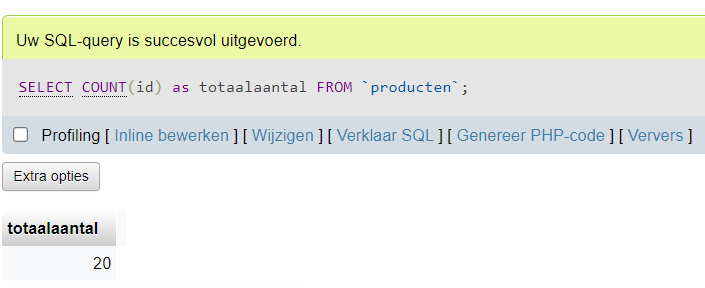 Uw SQL-query is succesvol uitgevoerd.
SELECT COUNT(id) as totaalaantal FROM `producten`;
Profiling [ Inline bewerken ] [ Wijzigen ] [ Verklaar SQL ] [ Genereer PHP-code ] [ Ververs ]
Extra opties
totaalaantal
20